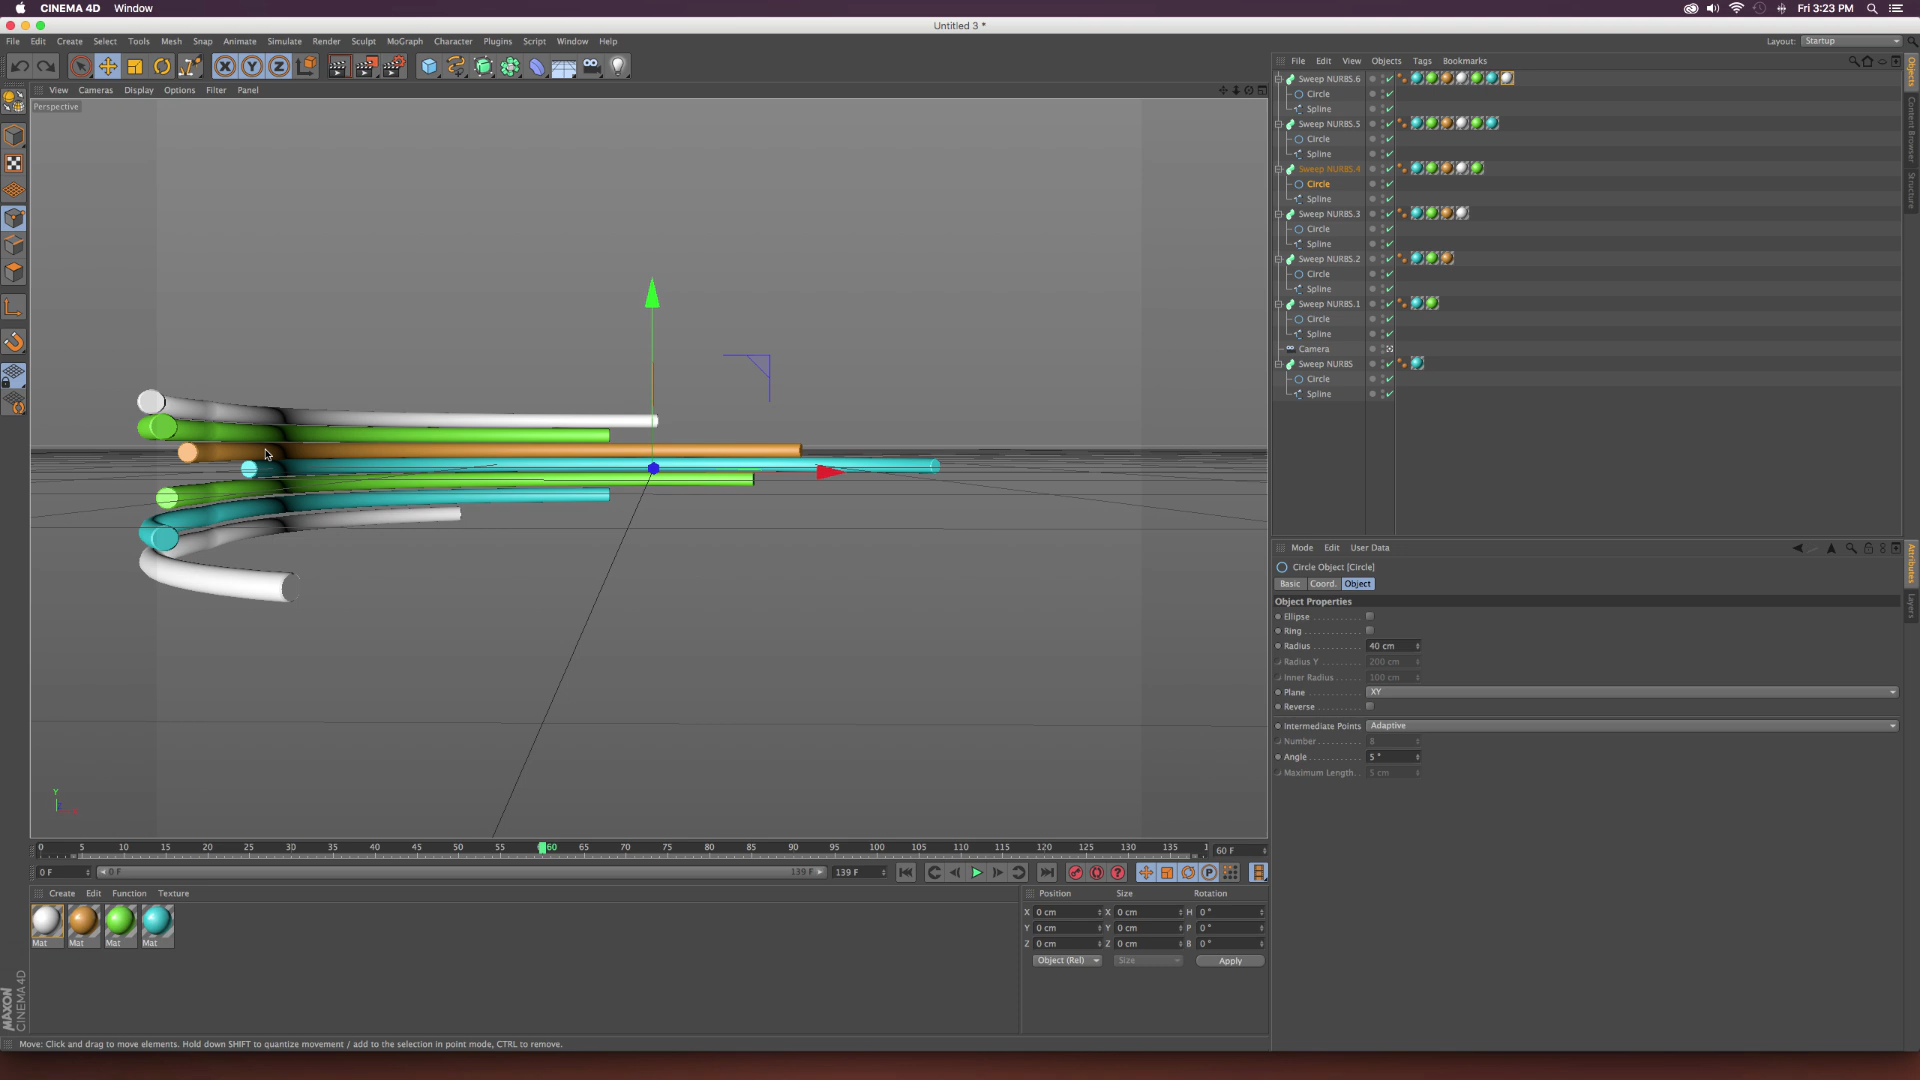 CINEMA 4D Window
Fri 3:23 PM
Untitled 3 *
File Edit Create Select Tools Mesh Snap Animate Simulate Render Sculpt MoGraph Character Plugins Script Window Help
Layout: Startup
View Cameras Display Options Filter Panel
Perspective
Y
File Edit View Objects Tags Bookmarks
Sweep NURBS.6
Circle
Spline
Sweep NURBS.5
Circle
Spline
Sweep NURBS.4
Circle
Spline
Sweep NURBS.3
Circle
Spline
Sweep NURBS.2
Circle
Spline
Sweep NURBS.1
Circle
Spline
Camera
Sweep NURBS
Circle
Spline
Objects
Content Browser
Structure
Mode Edit User Data
Circle Object [Circle]
Basic Coord. Object
Object Properties
Ellipse
Ring
Radius 40 cm
Radius Y 200 cm
Inner Radius 100 cm
Plane XY
Reverse
Intermediate Points Adaptive
Number 8
Angle 5 °
Maximum Length 5 cm
Attributes
Layers
0 5 10 15 20 25 30 35 40 45 50 55 60 65 70 75 80 85 90 95 100 105 110 115 120 125 130 135 60 F
0 F 0 F 139 F 139 F
Create Edit Function Texture
Mat Mat Mat Mat
Position Size Rotation
X 0 cm X 0 cm H 0 °
Y 0 cm Y 0 cm P 0 °
Z 0 cm Z 0 cm B 0 °
Object (Rel) Size Apply
MAXON
CINEMA 4D
Move: Click and drag to move elements. Hold down SHIFT to quantize movement / add to the selection in point mode, CTRL to remove.